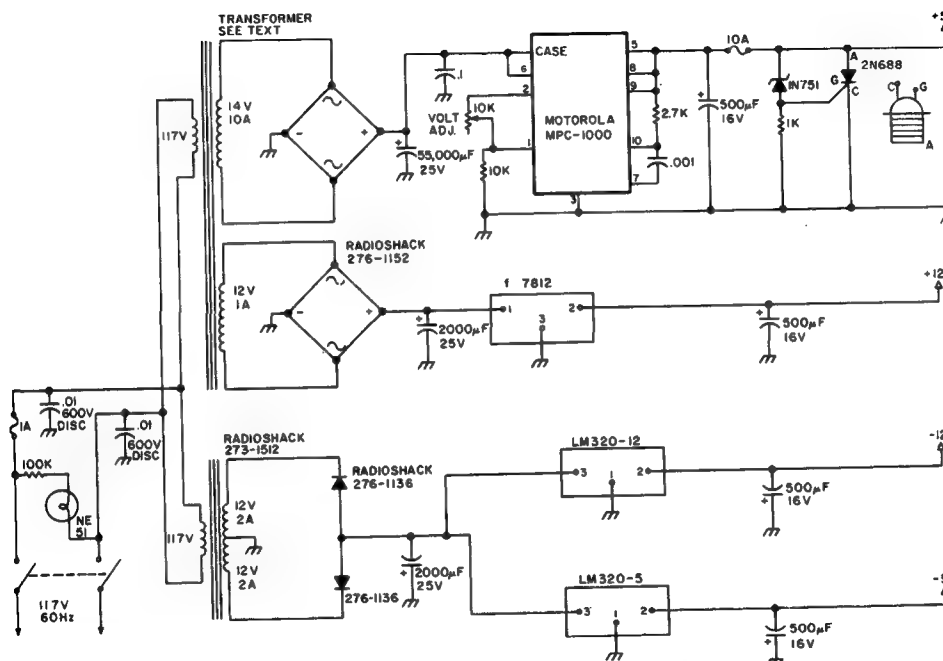 TRANSFORMER
SEE TEXT
117V
14V
10A
55,000µF
25V
.1
10K
VOLT
ADJ.
10K
CASE
6
2
1
MOTOROLA
MPC-1000
3
5
8
9
10
7
2.7K
.001
500µF
16V
10A
IN751
1K
A
2N688
G
C
C
G
A
+5
RADIOSHACK
276-1152
12V
1A
2000µF
25V
f 7812
1
2
3
500µF
16V
+12
1A
.01
600V
DISC
.01
600V
DISC
100K
NE
51
117V
60Hz
RADIOSHACK
273-1512
117V
12V
2A
12V
2A
RADIOSHACK
276-1136
276-1136
2000µF
25V
LM320-12
3
2
1
500µF
16V
-12
LM320-5
3
2
1
500µF
16V